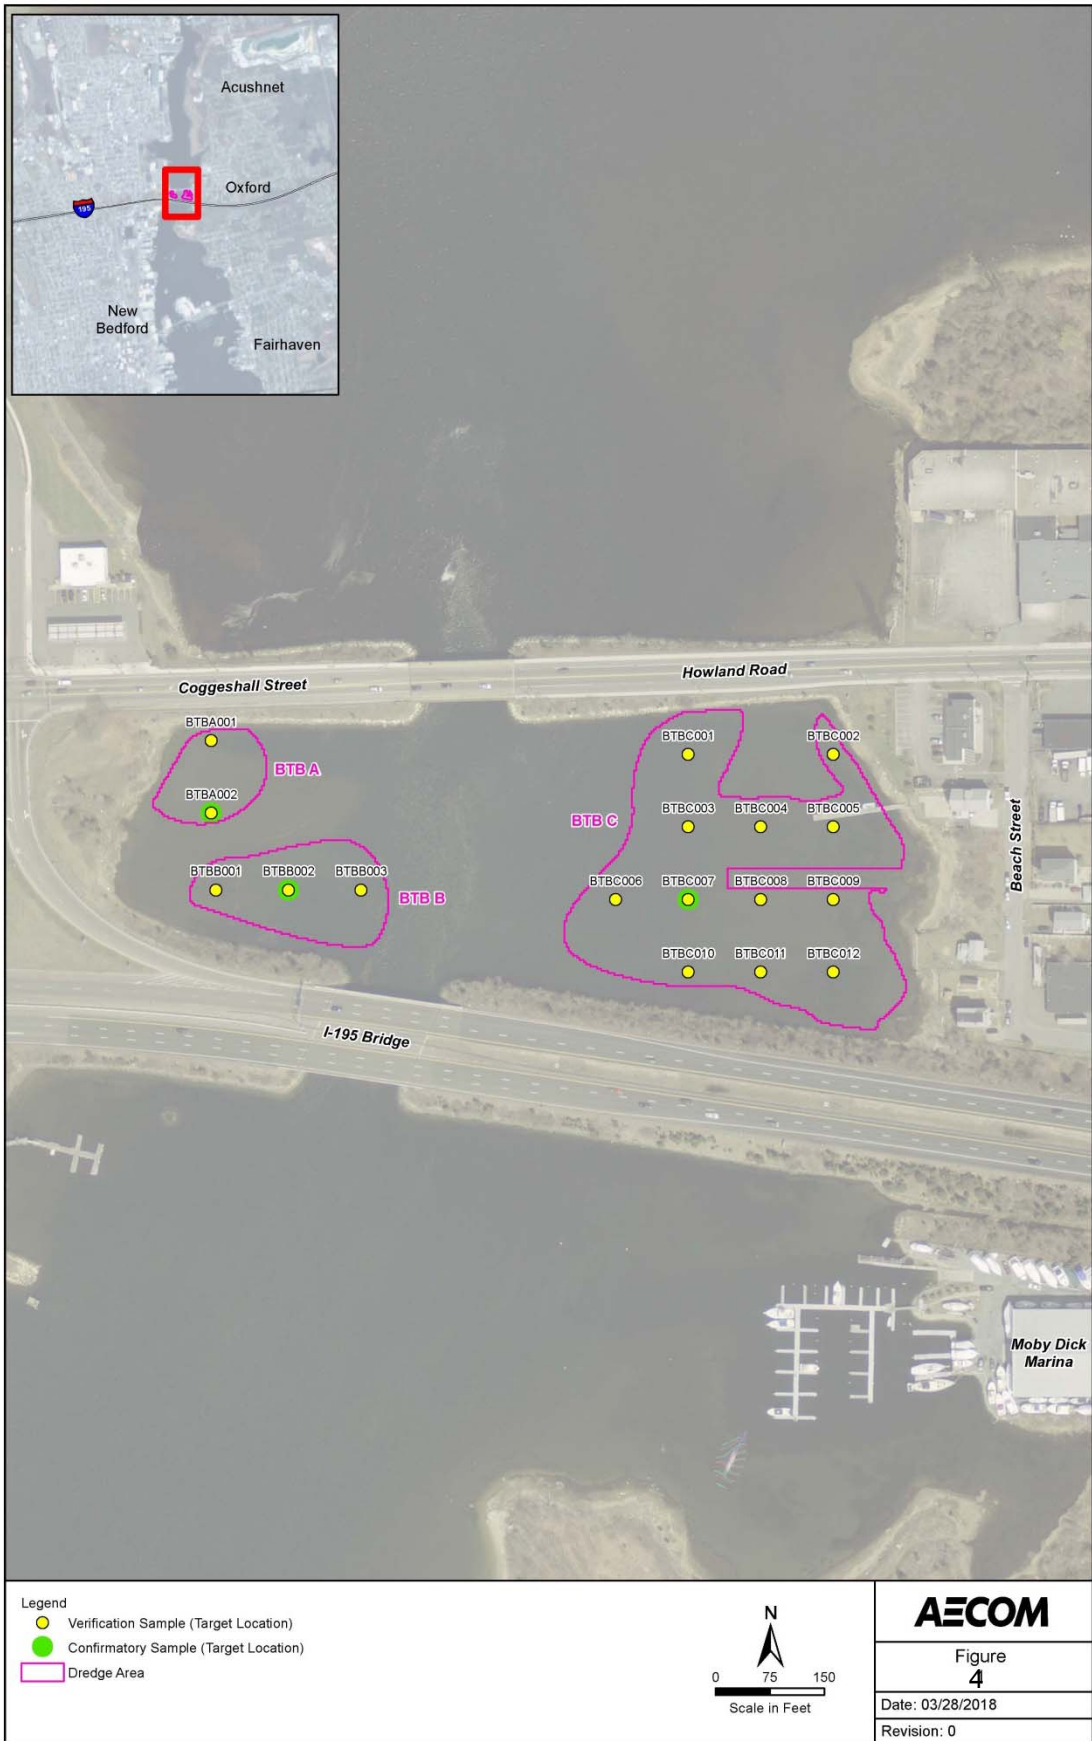 Acushnet
Oxford
195
New
Bedford
Fairhaven
Coggeshall Street
Howland Road
BTBA001
BTB A
BTBA002
BTBB001
BTBB002
BTBB003
BTB B
BTBC001
BTBC002
BTBC003
BTBC004
BTBC005
BTB C
BTBC006
BTBC007
BTBC008
BTBC009
BTBC010
BTBC011
BTBC012
Beach Street
I-195 Bridge
Moby Dick
Marina
Legend
Verification Sample (Target Location)
Confirmatory Sample (Target Location)
Dredge Area
N
0 75 150
Scale in Feet
AECOM
Figure
4
Date: 03/28/2018
Revision: 0